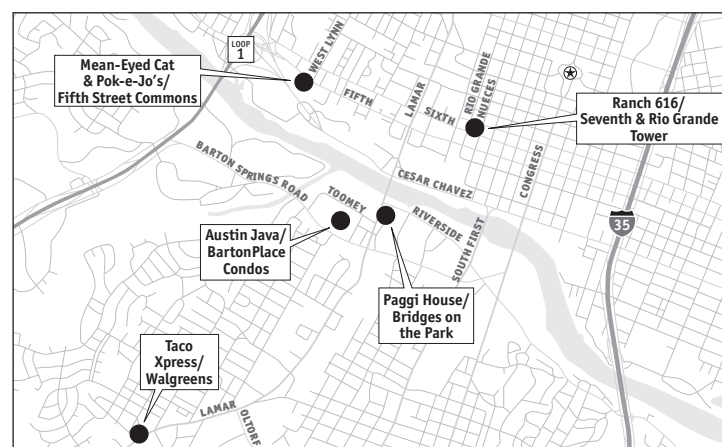 LOOP
1
WEST LYNN
Mean-Eyed Cat
& Pok-e-Jo's/
Fifth Street Commons
FIFTH
SIXTH
LAMAR
RIO GRANDE
NUECES
Ranch 616/
Seventh & Rio Grande
Tower
BARTON SPRINGS ROAD
TOOMEY
CESAR CHAVEZ
RIVERSIDE
CONGRESS
SOUTH FIRST
35
Austin Java/
BartonPlace
Condos
Paggi House/
Bridges on
the Park
Taco
Xpress/
Walgreens
LAMAR
OLTORF